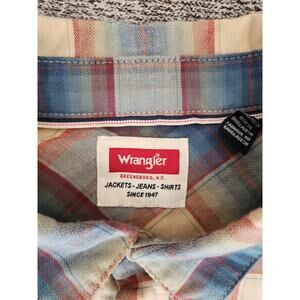 Wrangler
GREENSBORO, N.C.
JACKETS - JEANS - SHIRTS
SINCE 1947